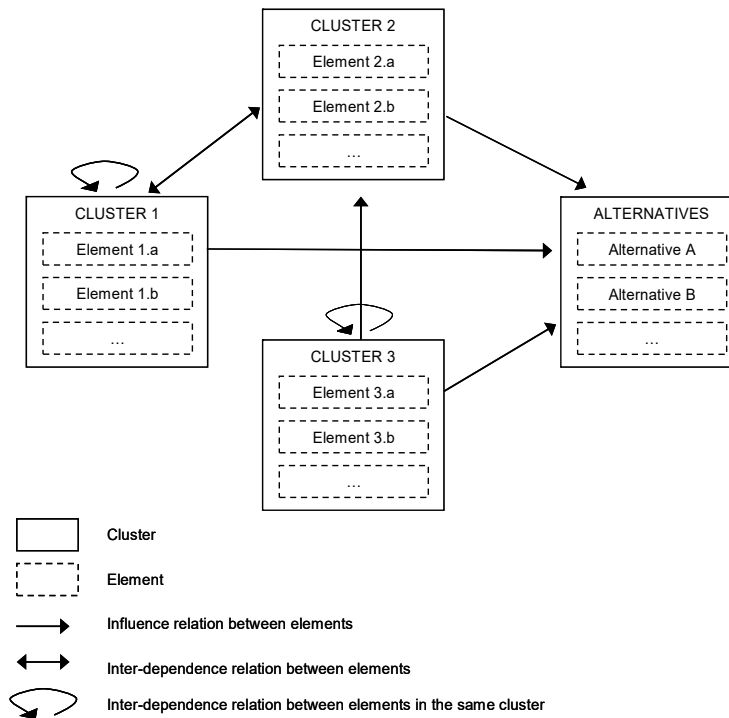 CLUSTER 2
Element 2.a
Element 2.b
...
CLUSTER 1
Element 1.a
Element 1.b
...
ALTERNATIVES
Alternative A
Alternative B
...
CLUSTER 3
Element 3.a
Element 3.b
...
Cluster
Element
Influence relation between elements
Inter-dependence relation between elements
Inter-dependence relation between elements in the same cluster